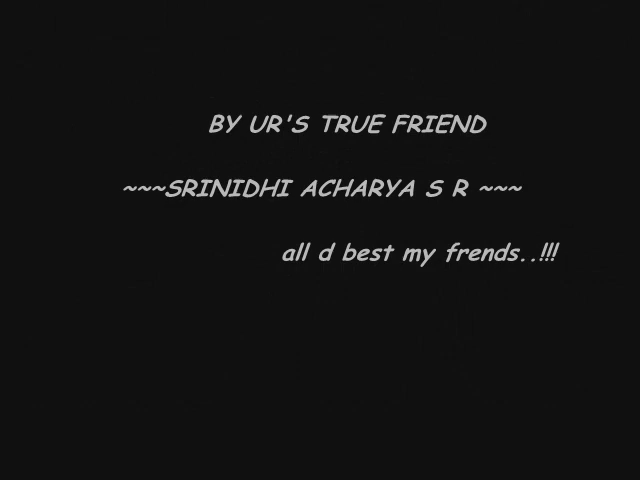 BY UR'S TRUE FRIEND
~~~SRINIDHI ACHARYA S R ~~~
all d best my frends..!!!